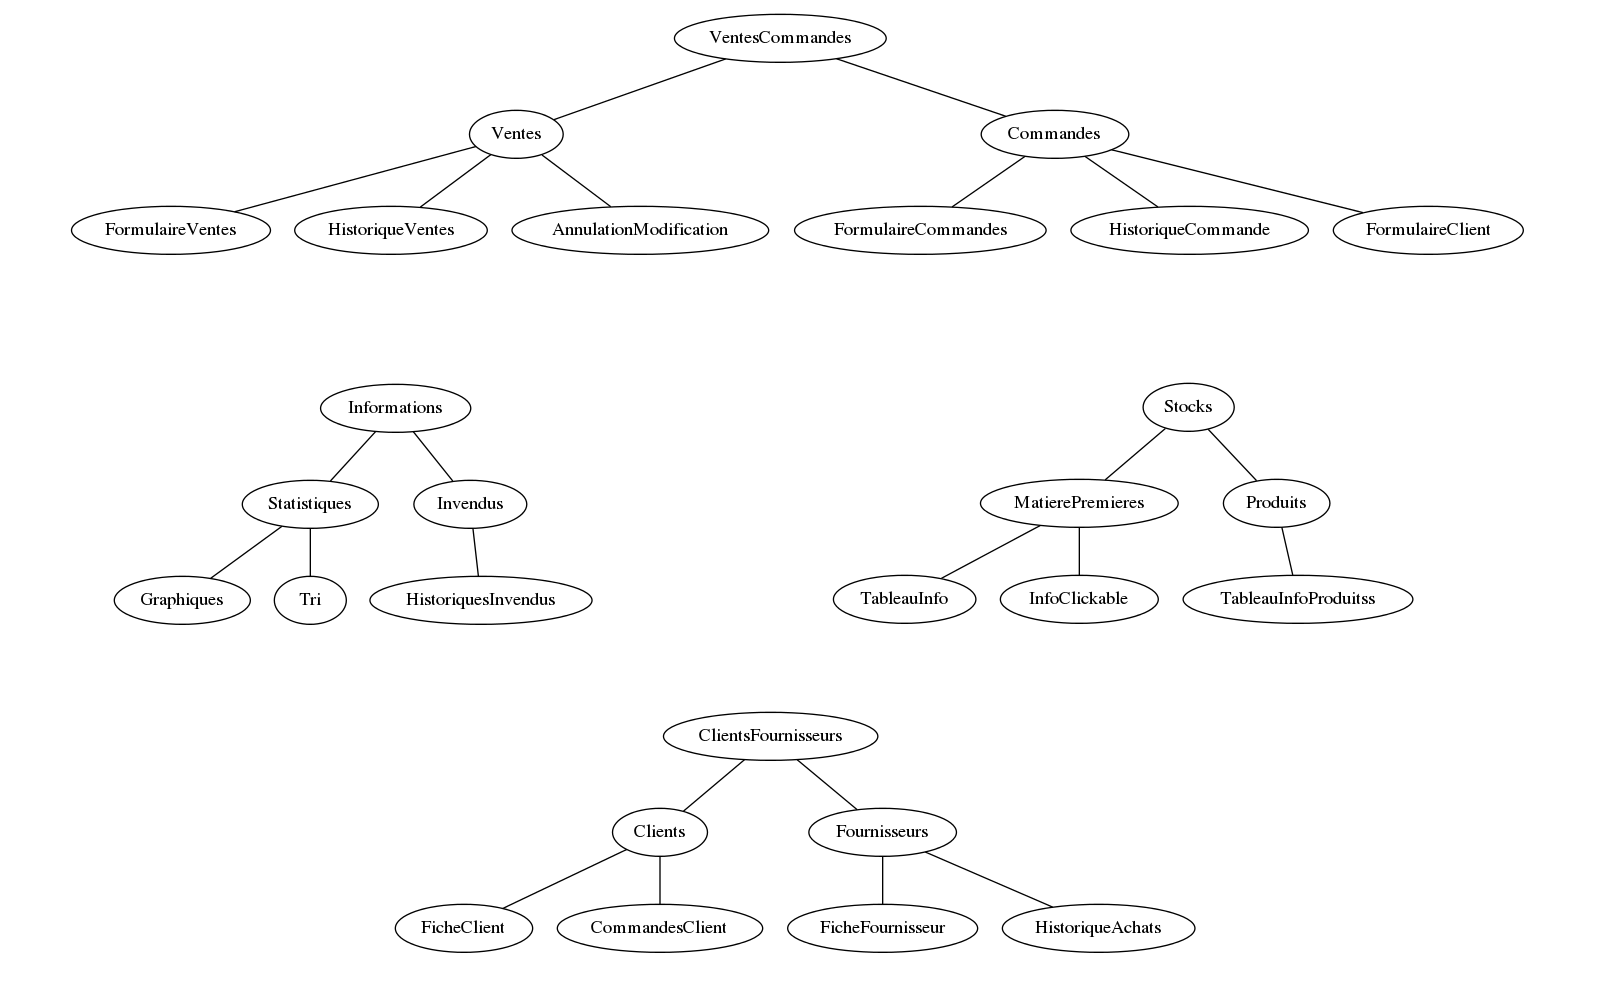 VentesCommandes
Ventes
Commandes
FormulaireVentes
HistoriqueVentes
AnnulationModification
FormulaireCommandes
HistoriqueCommande
FormulaireClient
Informations
Stocks
Statistiques
Invendus
MatierePremieres
Produits
Graphiques
Tri
HistoriquesInvendus
TableauInfo
InfoClickable
TableauInfoProduitss
ClientsFournisseurs
Clients
Fournisseurs
FicheClient
CommandesClient
FicheFournisseur
HistoriqueAchats